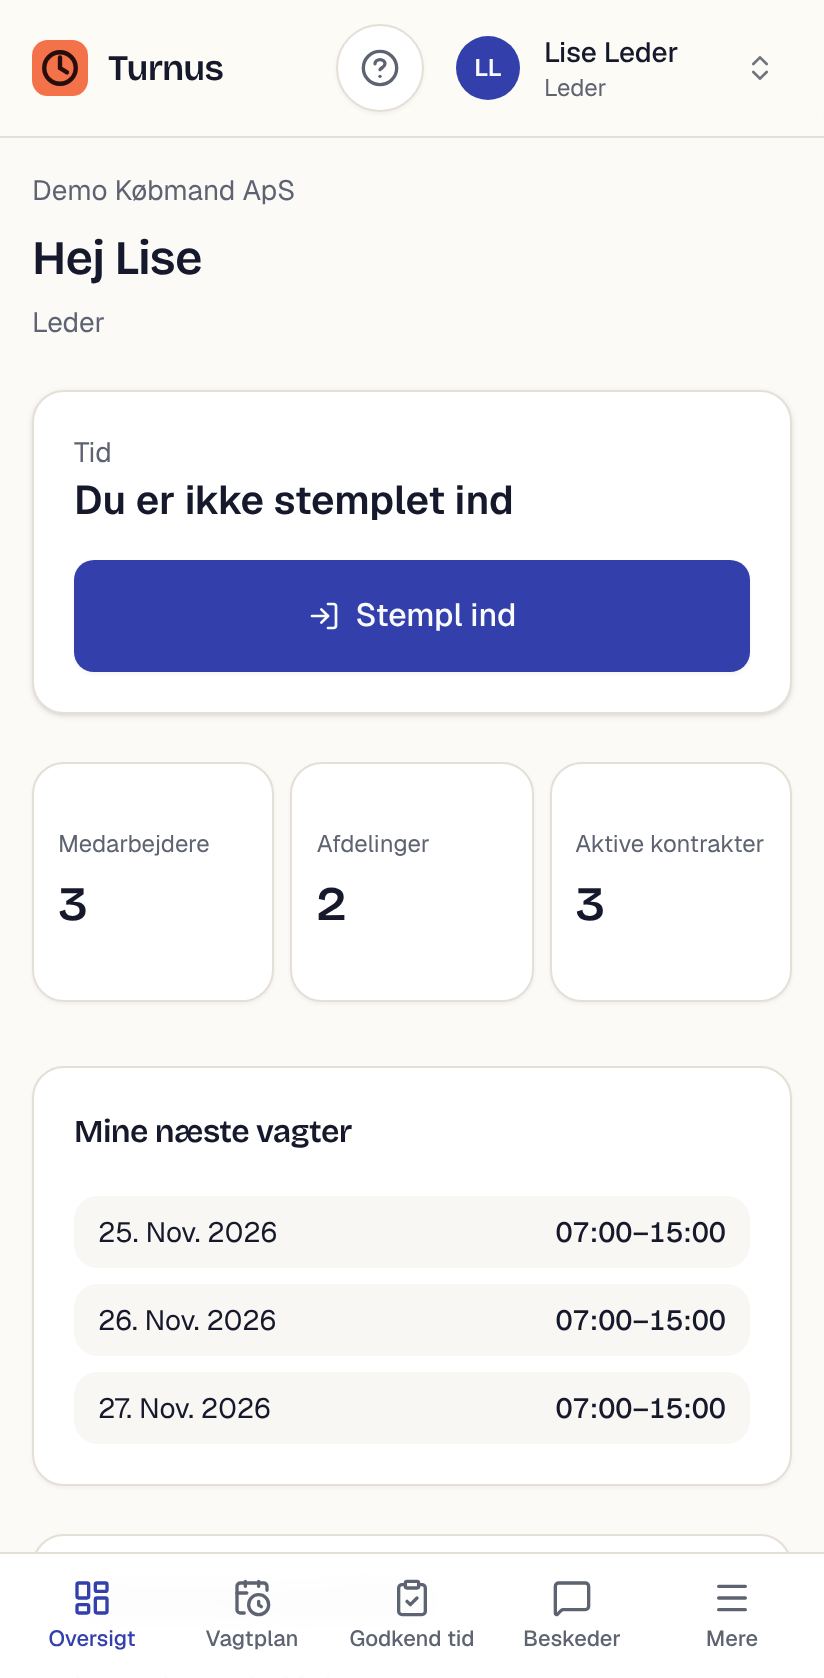 Turnus
LL
Lise Leder
Leder
Demo Købmand ApS
Hej Lise
Leder
Tid
Du er ikke stemplet ind
Stempl ind
Medarbejdere
3
Afdelinger
2
Aktive kontrakter
3
Mine næste vagter
25. Nov. 2026 07:00–15:00
26. Nov. 2026 07:00–15:00
27. Nov. 2026 07:00–15:00
Oversigt
Vagtplan
Godkend tid
Beskeder
Mere